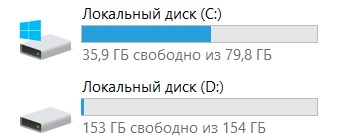 Локальный диск (C:)
35,9 ГБ свободно из 79,8 ГБ
Локальный диск (D:)
153 ГБ свободно из 154 ГБ